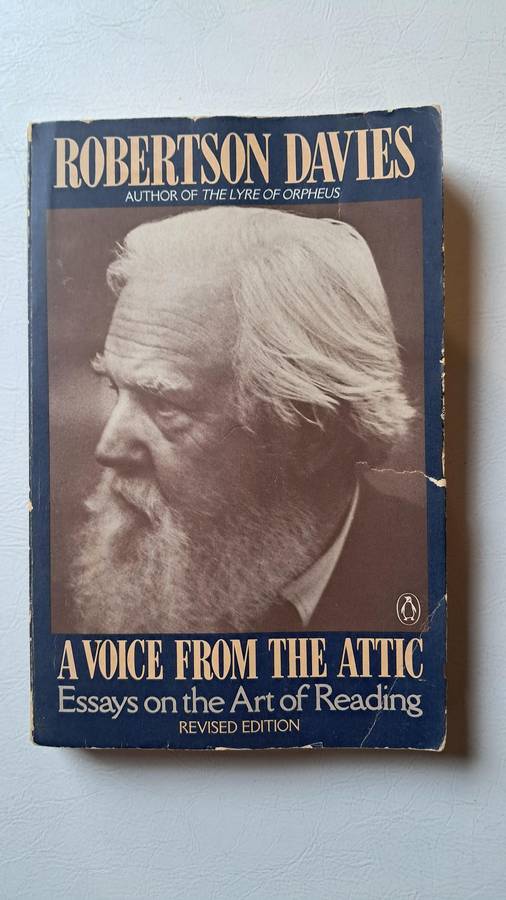 ROBERTSON DAVIES
AUTHOR OF THE LYRE OF ORPHEUS
A VOICE FROM THE ATTIC
Essays on the Art of Reading
REVISED EDITION